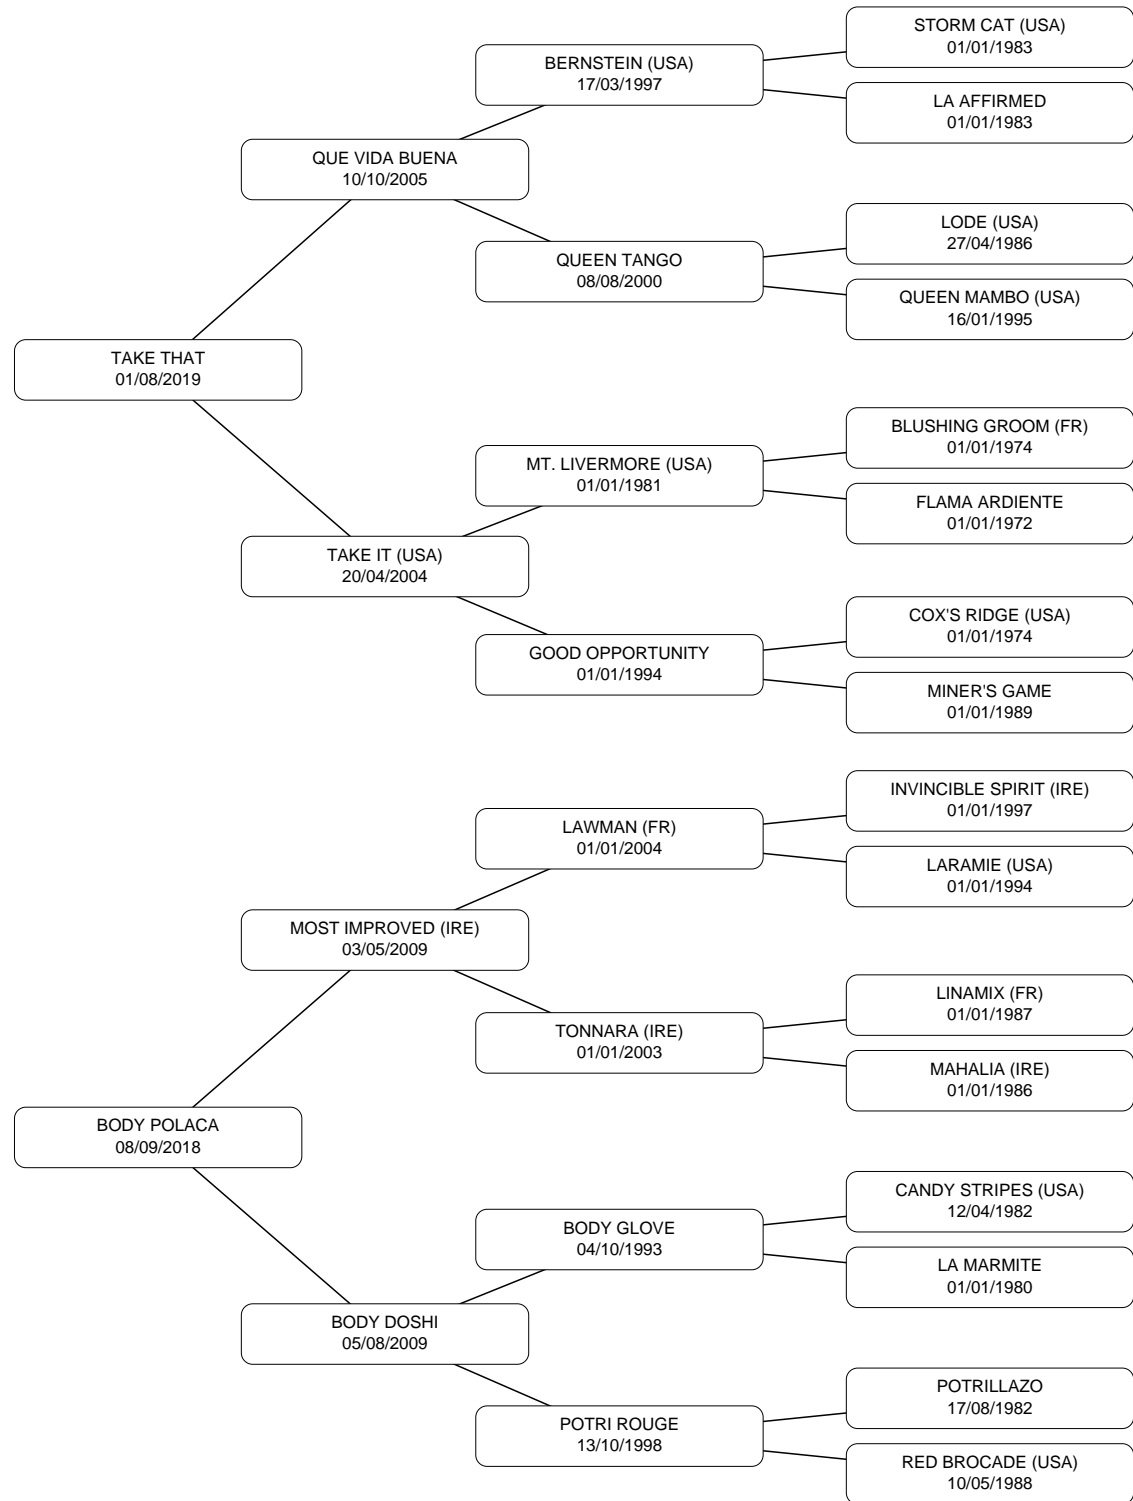 STORM CAT (USA)
01/01/1983
BERNSTEIN (USA)
17/03/1997
LA AFFIRMED
01/01/1983
QUE VIDA BUENA
10/10/2005
LODE (USA)
27/04/1986
QUEEN TANGO
08/08/2000
QUEEN MAMBO (USA)
16/01/1995
TAKE THAT
01/08/2019
BLUSHING GROOM (FR)
01/01/1974
MT. LIVERMORE (USA)
01/01/1981
FLAMA ARDIENTE
01/01/1972
TAKE IT (USA)
20/04/2004
COX'S RIDGE (USA)
01/01/1974
GOOD OPPORTUNITY
01/01/1994
MINER'S GAME
01/01/1989
INVINCIBLE SPIRIT (IRE)
01/01/1997
LAWMAN (FR)
01/01/2004
LARAMIE (USA)
01/01/1994
MOST IMPROVED (IRE)
03/05/2009
LINAMIX (FR)
01/01/1987
TONNARA (IRE)
01/01/2003
MAHALIA (IRE)
01/01/1986
BODY POLACA
08/09/2018
CANDY STRIPES (USA)
12/04/1982
BODY GLOVE
04/10/1993
LA MARMITE
01/01/1980
BODY DOSHI
05/08/2009
POTRILLAZO
17/08/1982
POTRI ROUGE
13/10/1998
RED BROCADE (USA)
10/05/1988